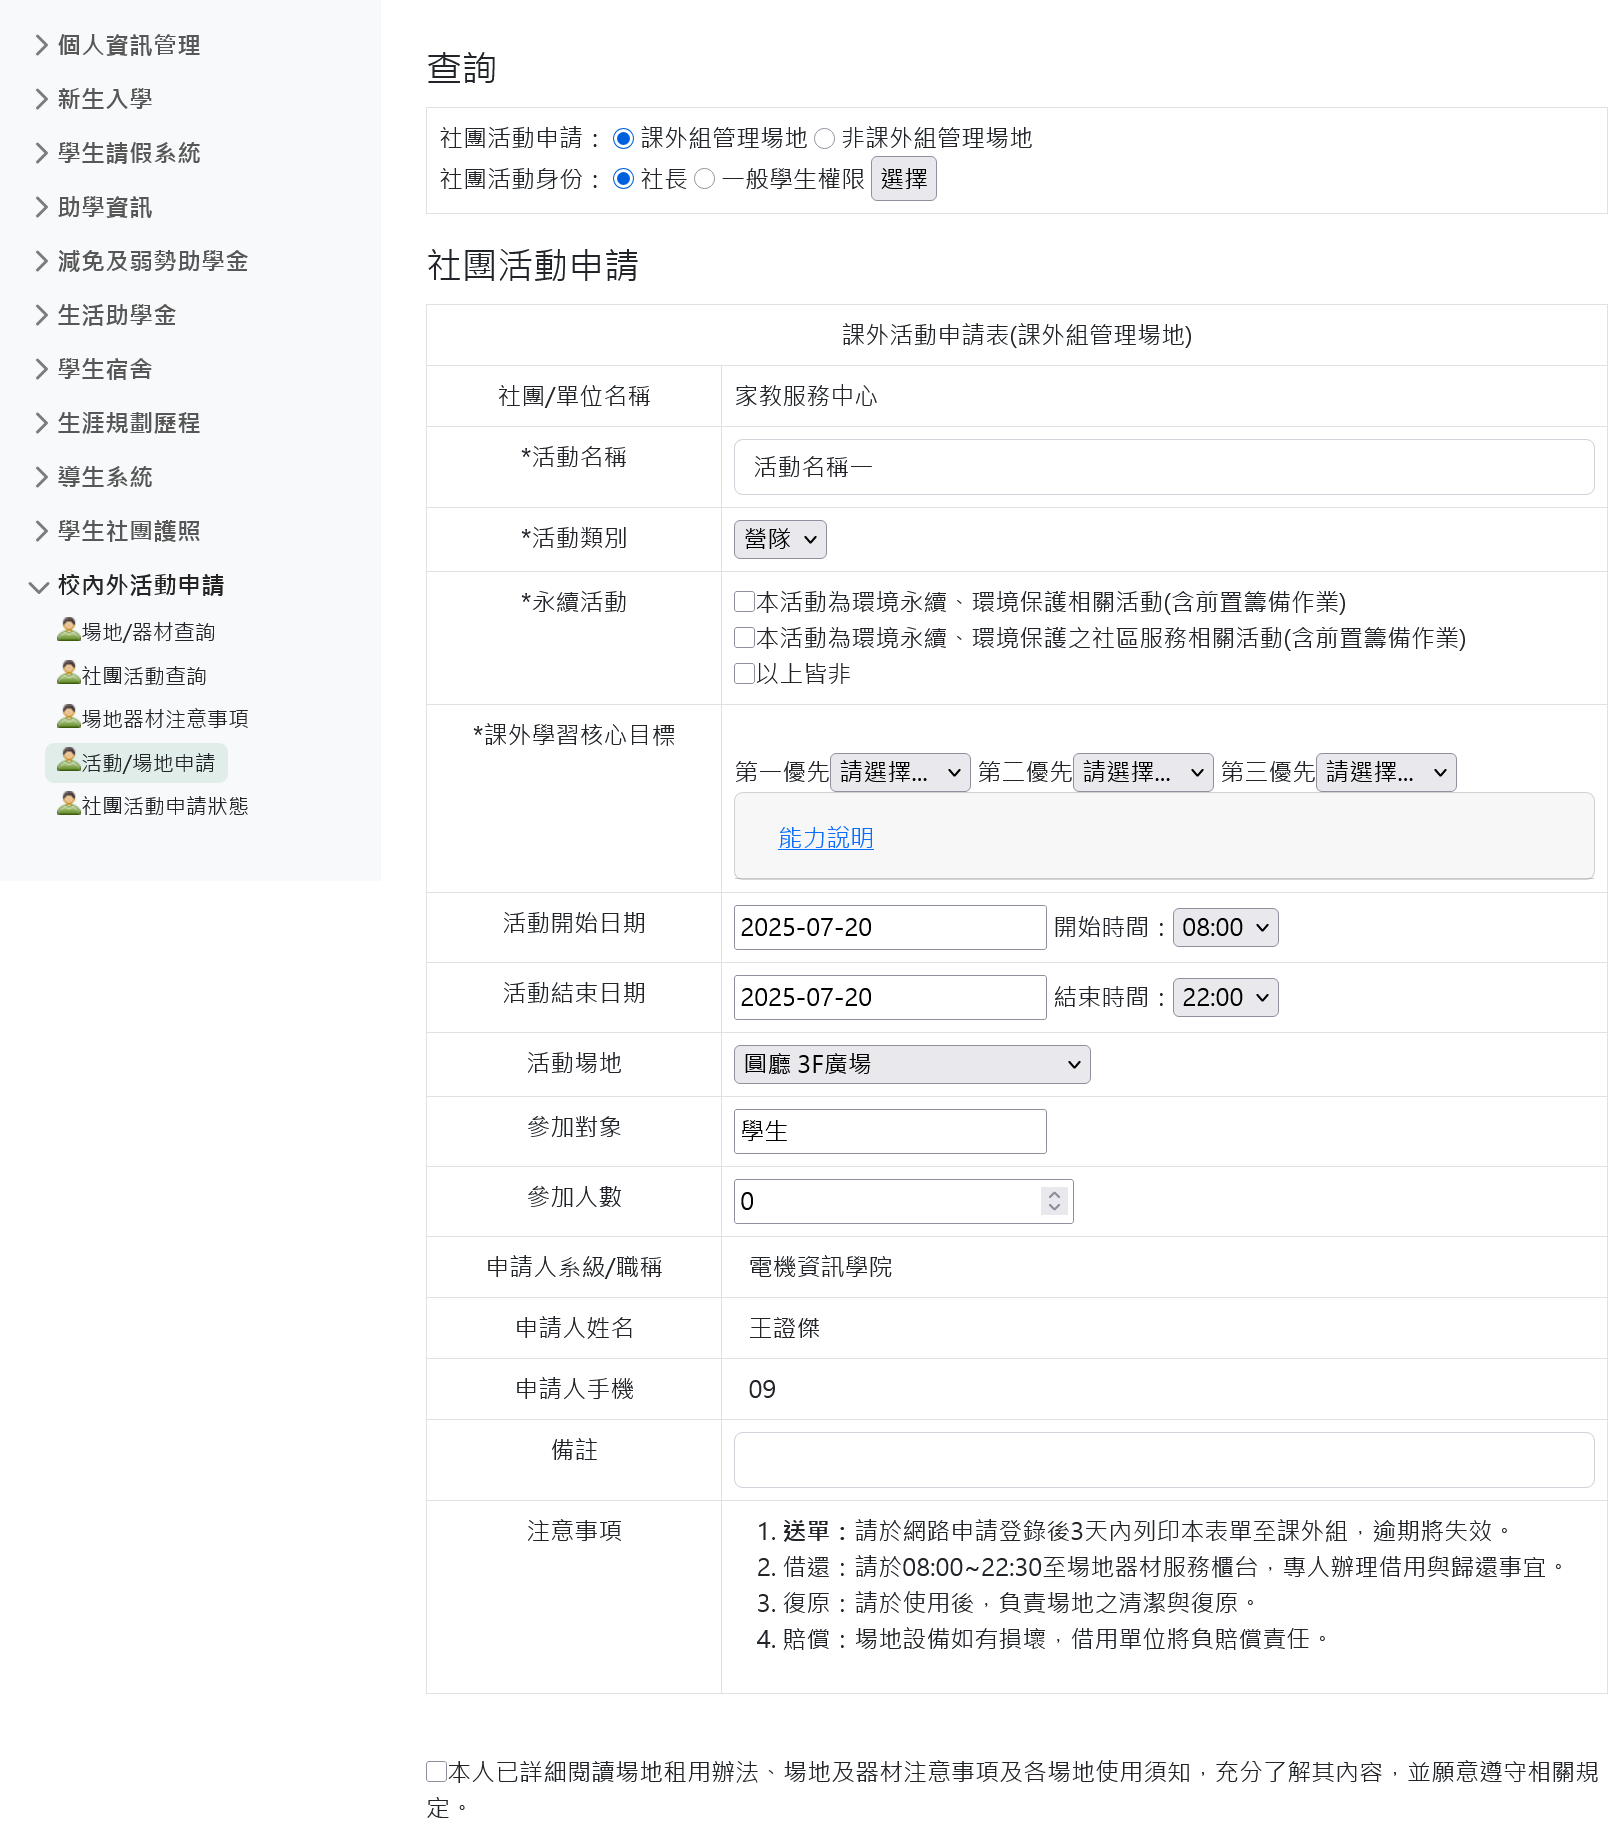 個人資訊管理
新生入學
學生請假系統
助學資訊
減免及弱勢助學金
生活助學金
學生宿舍
生涯規劃歷程
導生系統
學生社團護照
校內外活動申請
場地/器材查詢
社團活動查詢
場地器材注意事項
活動/場地申請
社團活動申請狀態
查詢
社團活動申請： 課外組管理場地 非課外組管理場地
社團活動身份： 社長 一般學生權限 選擇
社團活動申請
課外活動申請表(課外組管理場地)
社團/單位名稱 家教服務中心
*活動名稱 活動名稱一
*活動類別 營隊
*永續活動 本活動為環境永續、環境保護相關活動(含前置籌備作業)
本活動為環境永續、環境保護之社區服務相關活動(含前置籌備作業)
以上皆非
*課外學習核心目標
第一優先 請選擇... 第二優先 請選擇... 第三優先 請選擇...
能力說明
活動開始日期 2025-07-20 開始時間：08:00
活動結束日期 2025-07-20 結束時間：22:00
活動場地 圓廳 3F廣場
參加對象 學生
參加人數 0
申請人系級/職稱 電機資訊學院
申請人姓名 王證傑
申請人手機 09
備註
注意事項 1. 送單：請於網路申請登錄後3天內列印本表單至課外組，逾期將失效。
2. 借還：請於08:00~22:30至場地器材服務櫃台，專人辦理借用與歸還事宜。
3. 復原：請於使用後，負責場地之清潔與復原。
4. 賠償：場地設備如有損壞，借用單位將負賠償責任。
本人已詳細閱讀場地租用辦法、場地及器材注意事項及各場地使用須知，充分了解其內容，並願意遵守相關規
定。